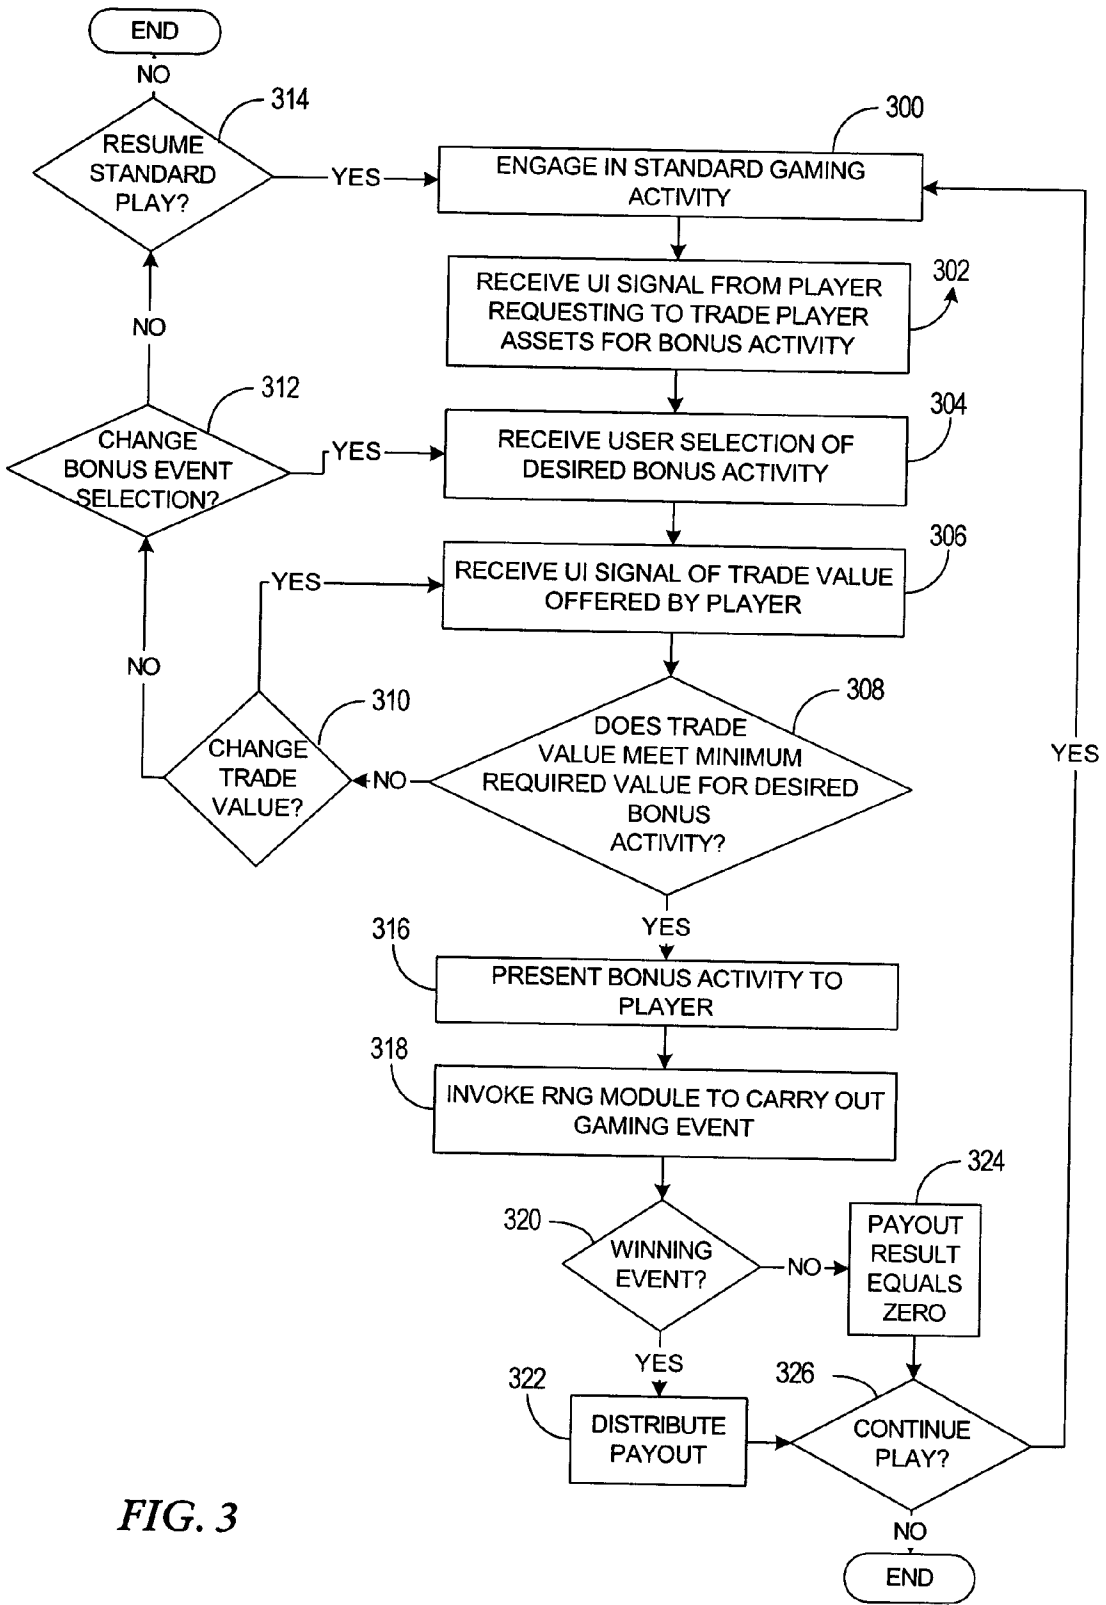 END
NO
314
RESUME
STANDARD
PLAY?
YES
300
ENGAGE IN STANDARD GAMING
ACTIVITY
302
RECEIVE UI SIGNAL FROM PLAYER
REQUESTING TO TRADE PLAYER
ASSETS FOR BONUS ACTIVITY
NO
312
CHANGE
BONUS EVENT
SELECTION?
YES
304
RECEIVE USER SELECTION OF
DESIRED BONUS ACTIVITY
306
YES
RECEIVE UI SIGNAL OF TRADE VALUE
OFFERED BY PLAYER
NO
310
CHANGE
TRADE
VALUE?
NO
308
DOES TRADE
VALUE MEET MINIMUM
REQUIRED VALUE FOR DESIRED
BONUS
ACTIVITY?
YES
YES
316
PRESENT BONUS ACTIVITY TO
PLAYER
318
INVOKE RNG MODULE TO CARRY OUT
GAMING EVENT
320
WINNING
EVENT?
NO
324
PAYOUT
RESULT
EQUALS
ZERO
YES
322
DISTRIBUTE
PAYOUT
326
CONTINUE
PLAY?
NO
END
FIG. 3